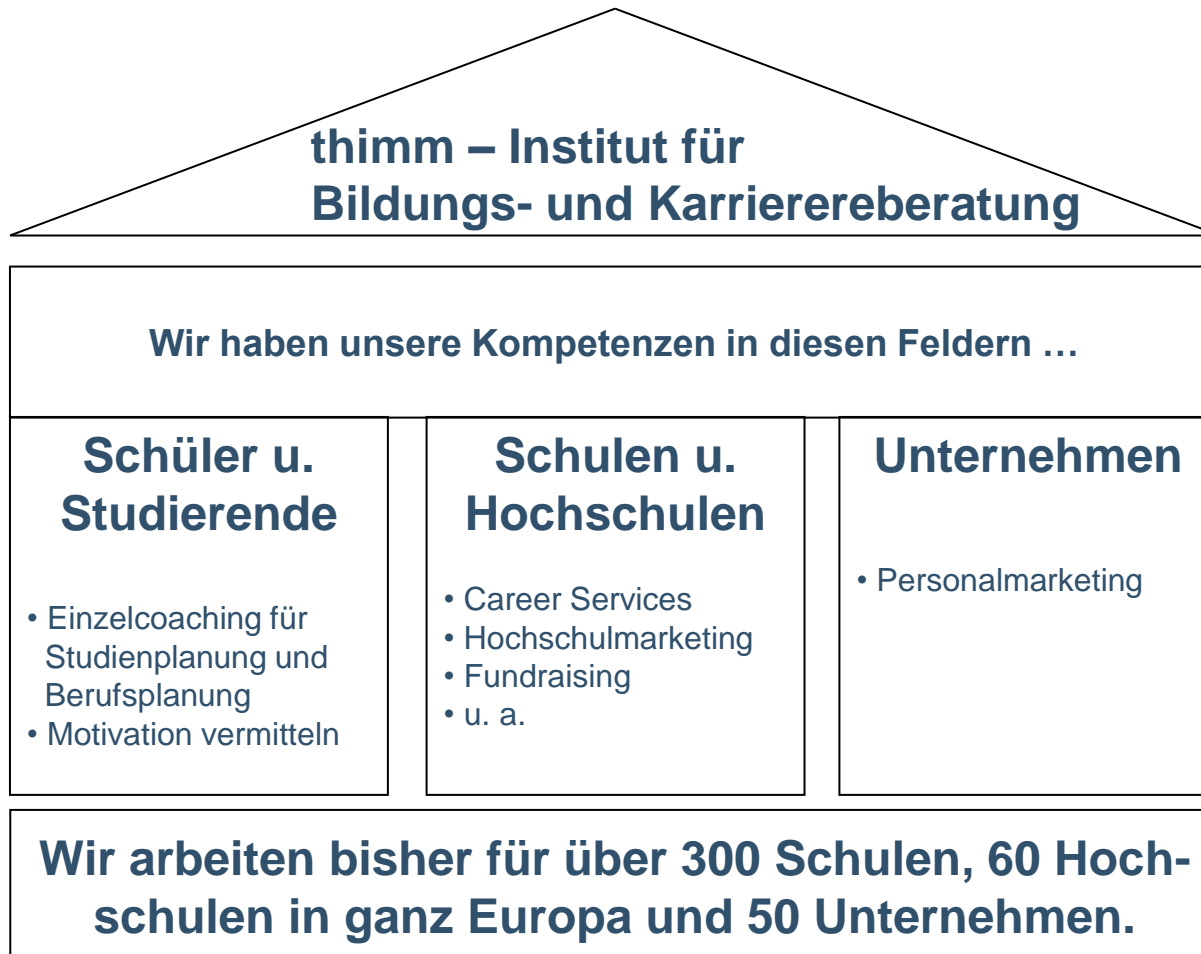 thimm – Institut für
Bildungs- und Karrierereberatung
Wir haben unsere Kompetenzen in diesen Feldern …
Schüler u.
Studierende
• Einzelcoaching für
Studienplanung und
Berufsplanung
• Motivation vermitteln
Schulen u.
Hochschulen
• Career Services
• Hochschulmarketing
• Fundraising
• u. a.
Unternehmen
• Personalmarketing
Wir arbeiten bisher für über 300 Schulen, 60 Hoch-
schulen in ganz Europa und 50 Unternehmen.